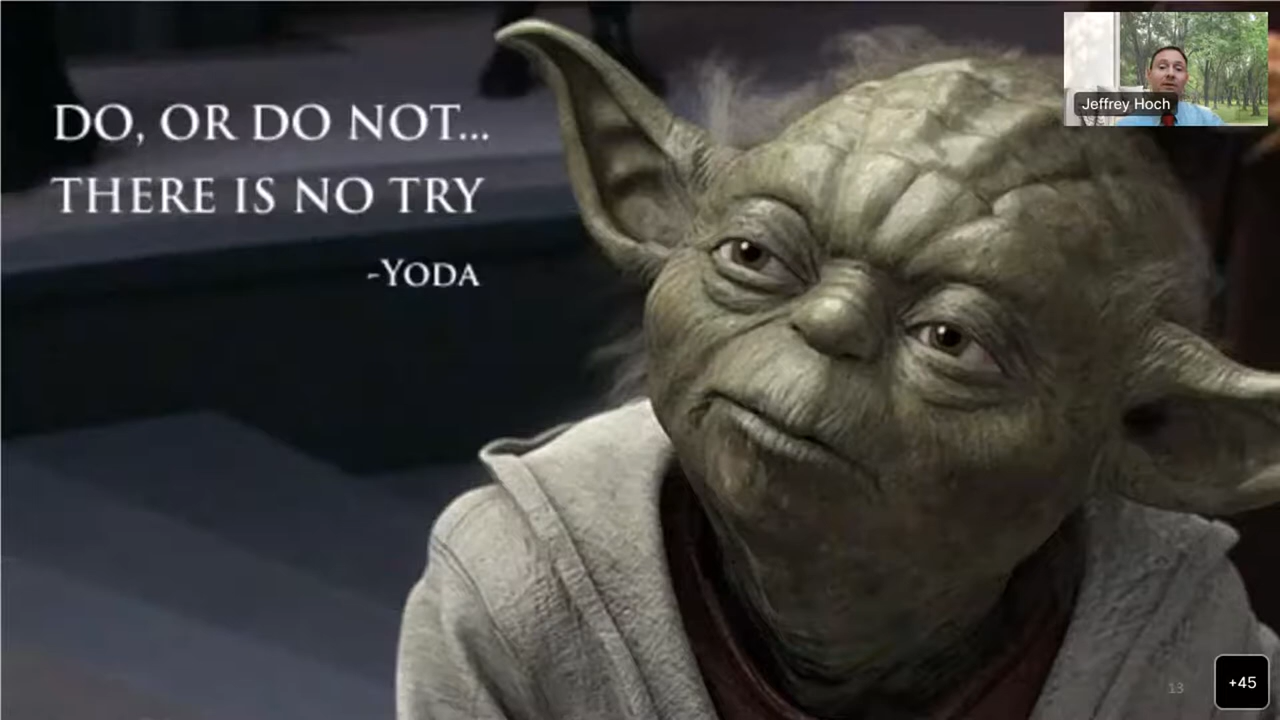 DO, OR DO NOT...
THERE IS NO TRY
-YODA
Jeffrey Hoch
13
+45